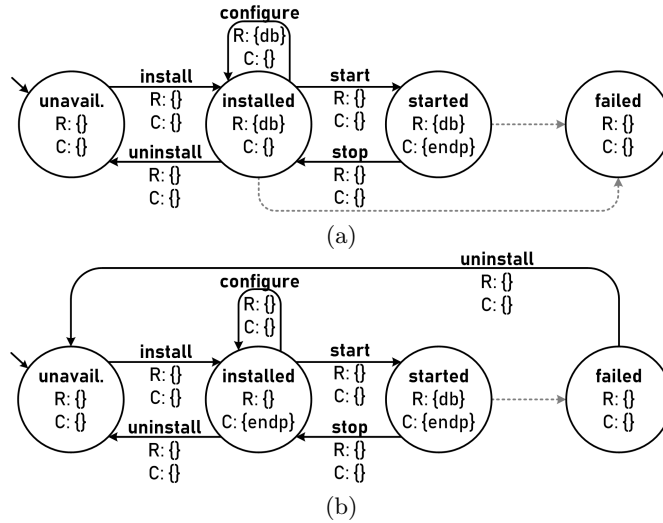 configure
R: {db}
C: {}
install
R: {}
C: {}
start
R: {}
C: {}
unavail.
R: {}
C: {}
installed
R: {db}
C: {}
started
R: {db}
C: {endp}
failed
R: {}
C: {}
uninstall
R: {}
C: {}
stop
R: {}
C: {}
(a)
uninstall
R: {}
C: {}
configure
R: {}
C: {}
install
R: {}
C: {}
start
R: {}
C: {}
unavail.
R: {}
C: {}
installed
R: {}
C: {endp}
started
R: {db}
C: {endp}
failed
R: {}
C: {}
uninstall
R: {}
C: {}
stop
R: {}
C: {}
(b)